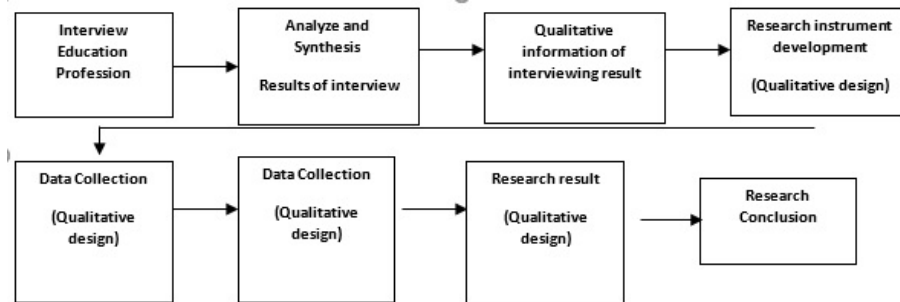 Interview
Education
Profession
Analyze and
Synthesis
Results of interview
Qualitative
information of
interviewing result
Research instrument
development
(Qualitative design)
Data Collection
(Qualitative
design)
Data Collection
(Qualitative
design)
Research result
(Qualitative
design)
Research
Conclusion